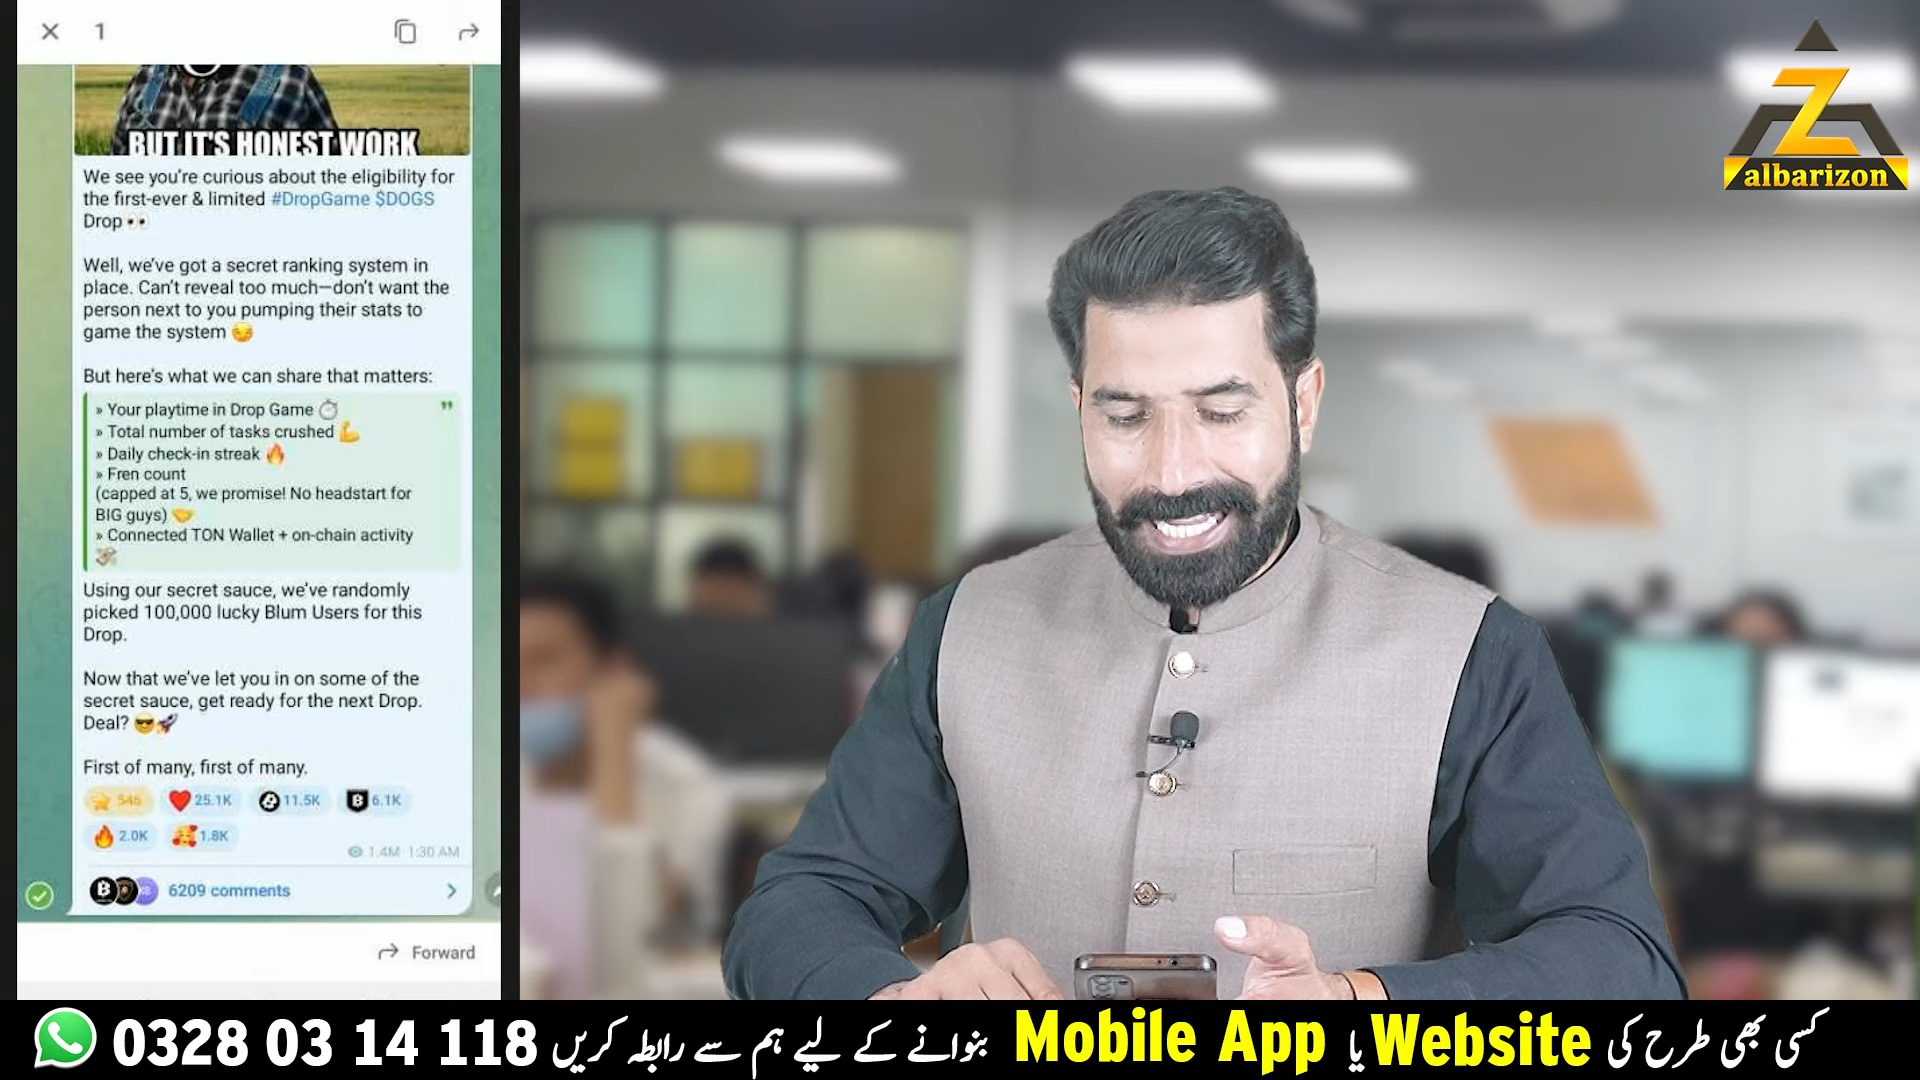 1
BUT IT'S HONEST WORK
We see you're curious about the eligibility for
the first-ever & limited #DropGame $DOGS
Drop 👀
Well, we've got a secret ranking system in
place. Can't reveal too much—don't want the
person next to you pumping their stats to
game the system 😏
But here's what we can share that matters:
» Your playtime in Drop Game ⏱
» Total number of tasks crushed 💪
» Daily check-in streak 🔥
» Fren count
(capped at 5, we promise! No headstart for
BIG guys) 🤝
» Connected TON Wallet + on-chain activity
💸
Using our secret sauce, we've randomly
picked 100,000 lucky Blum Users for this
Drop.
Now that we've let you in on some of the
secret sauce, get ready for the next Drop.
Deal? 😎🚀
First of many, first of many.
546 25.1K 11.5K 6.1K
2.0K 1.8K
1.4M 1:30 AM
6209 comments
Forward
Z
albarizon
کسی بھی طرح کی Website یا Mobile App بنوانے کے لیے ہم سے رابطہ کریں 0328 03 14 118